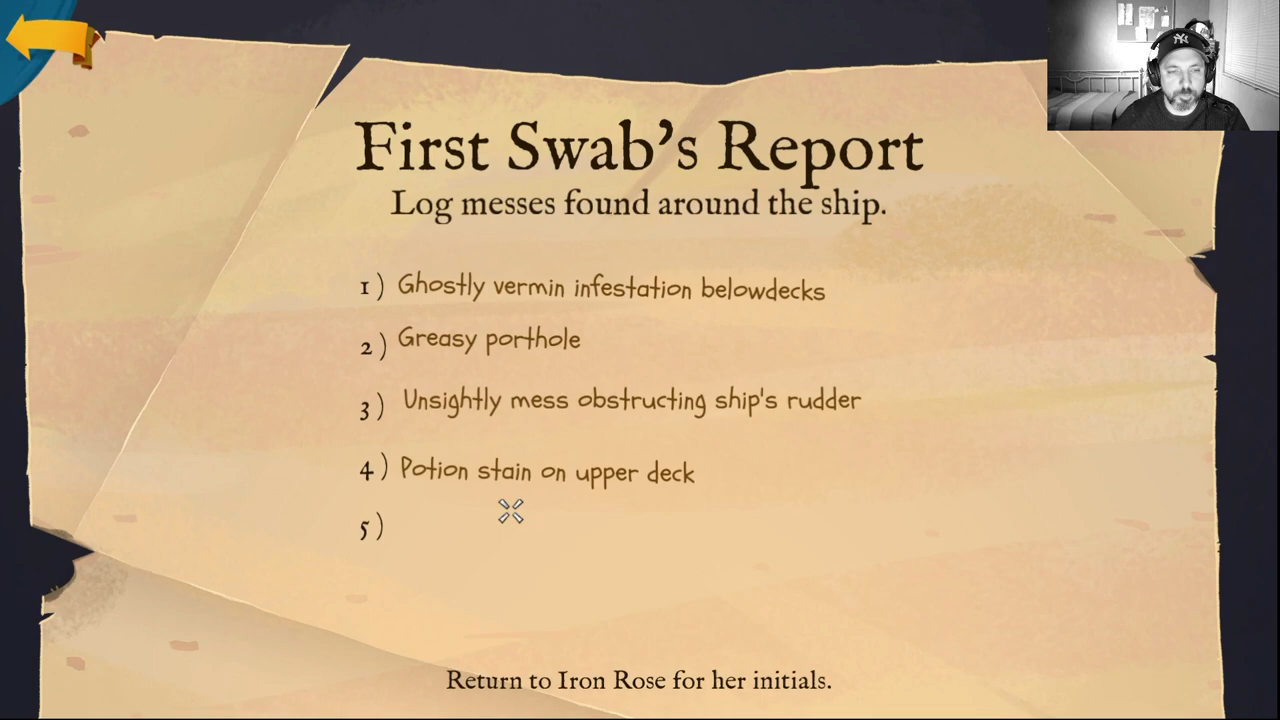 First Swab's Report
Log messes found around the ship.
1) Ghostly vermin infestation belowdecks
2) Greasy porthole
3) Unsightly mess obstructing ship's rudder
4) Potion stain on upper deck
5)
Return to Iron Rose for her initials.